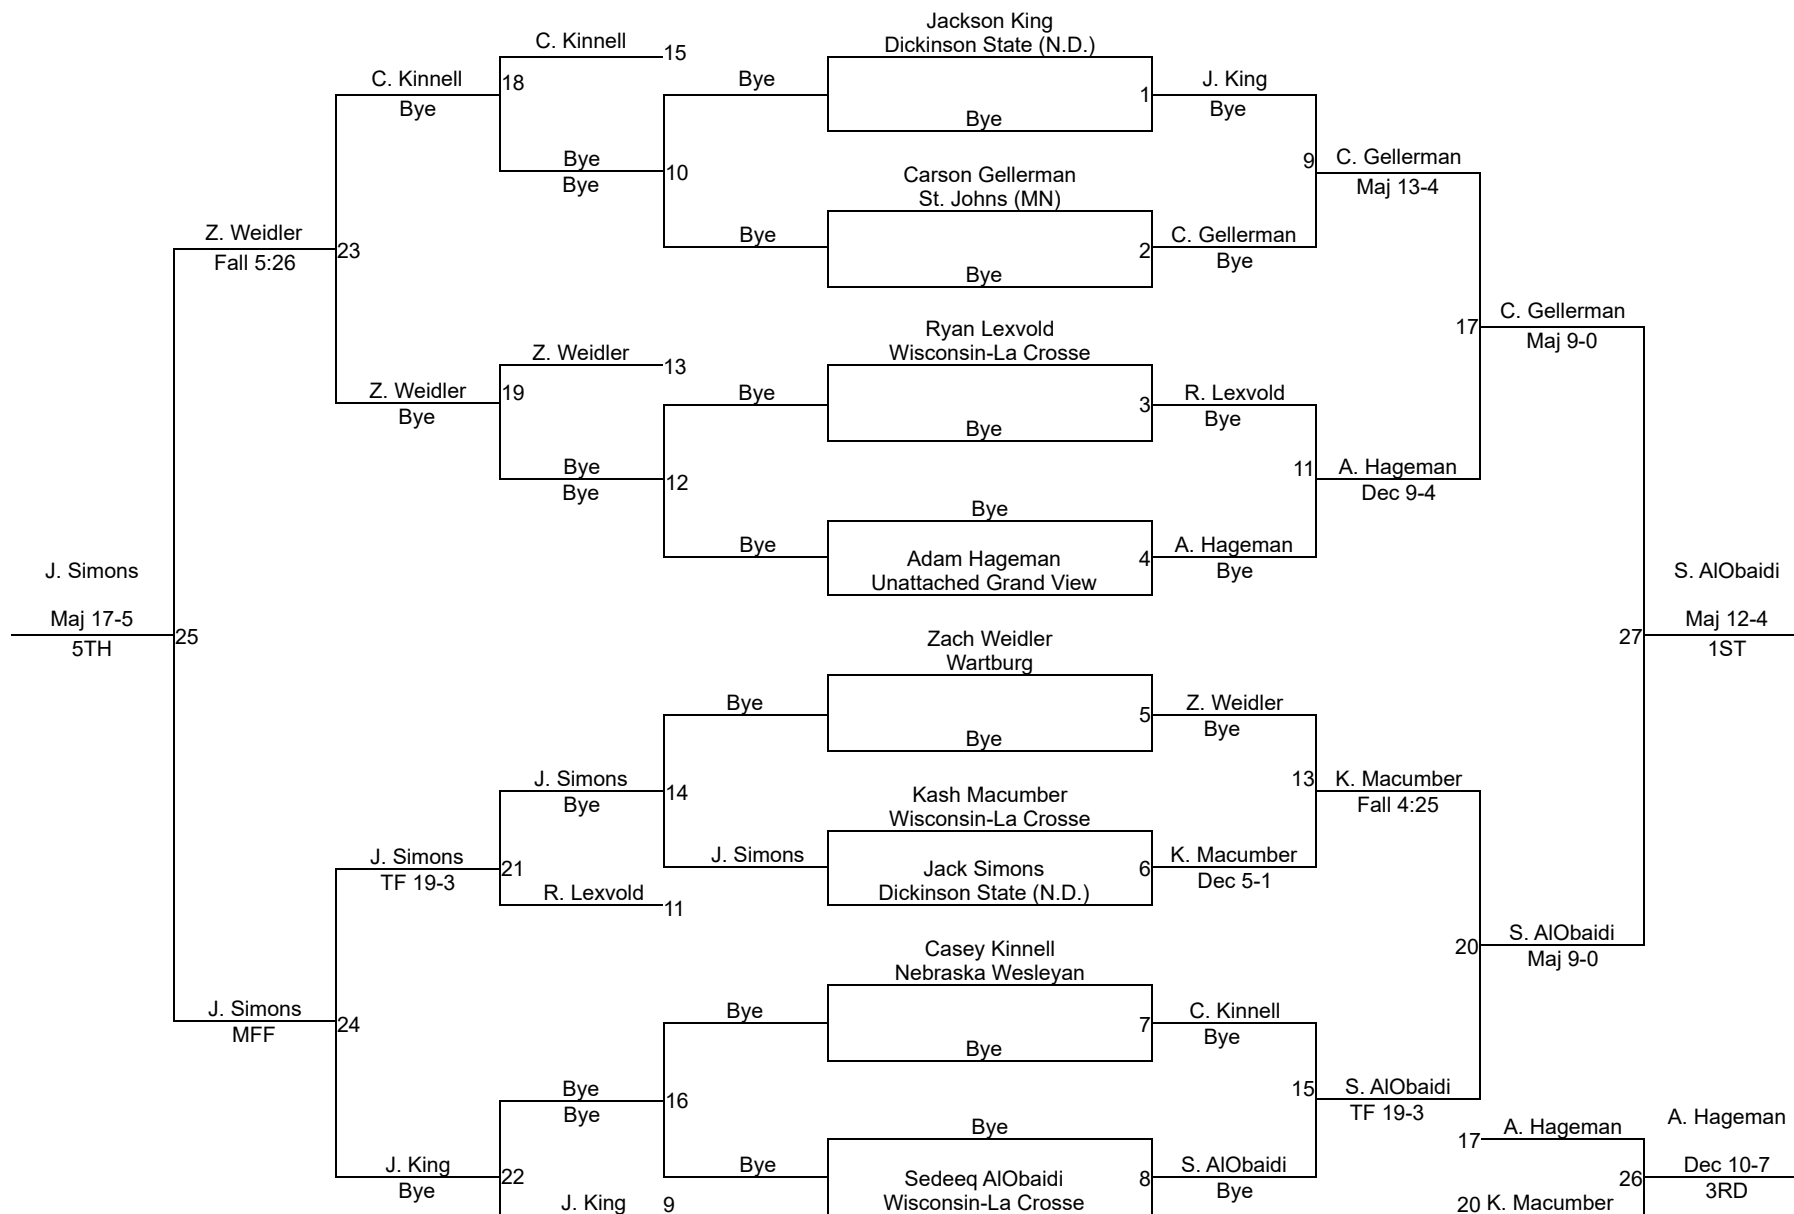 Jackson King
Dickinson State (N.D.)
C. Kinnell
15
C. Kinnell
18
Bye
1
J. King
Bye
Bye
Bye
Bye
10
Bye
9
C. Gellerman
Maj 13-4
Carson Gellerman
St. Johns (MN)
Z. Weidler
Fall 5:26
23
Bye
2
C. Gellerman
Bye
Bye
Ryan Lexvold
Wisconsin-La Crosse
17
C. Gellerman
Maj 9-0
Z. Weidler
13
Z. Weidler
19
Bye
Bye
3
R. Lexvold
Bye
Bye
Bye
Bye
12
11
A. Hageman
Dec 9-4
Bye
Bye
Adam Hageman
Unattached Grand View
4
A. Hageman
Bye
J. Simons
Maj 17-5
5TH
25
S. AlObaidi
Maj 12-4
1ST
27
Zach Weidler
Wartburg
Bye
5
Z. Weidler
Bye
Bye
J. Simons
Bye
14
Kash Macumber
Wisconsin-La Crosse
13
K. Macumber
Fall 4:25
J. Simons
TF 19-3
21
J. Simons
Jack Simons
Dickinson State (N.D.)
6
K. Macumber
Dec 5-1
R. Lexvold
11
Casey Kinnell
Nebraska Wesleyan
20
S. AlObaidi
Maj 9-0
J. Simons
MFF
24
Bye
7
C. Kinnell
Bye
Bye
Bye
Bye
16
15
S. AlObaidi
TF 19-3
Bye
17
A. Hageman
A. Hageman
J. King
Bye
22
Bye
Sedeeq AlObaidi
Wisconsin-La Crosse
8
S. AlObaidi
Bye
26
Dec 10-7
3RD
J. King
9
20
K. Macumber